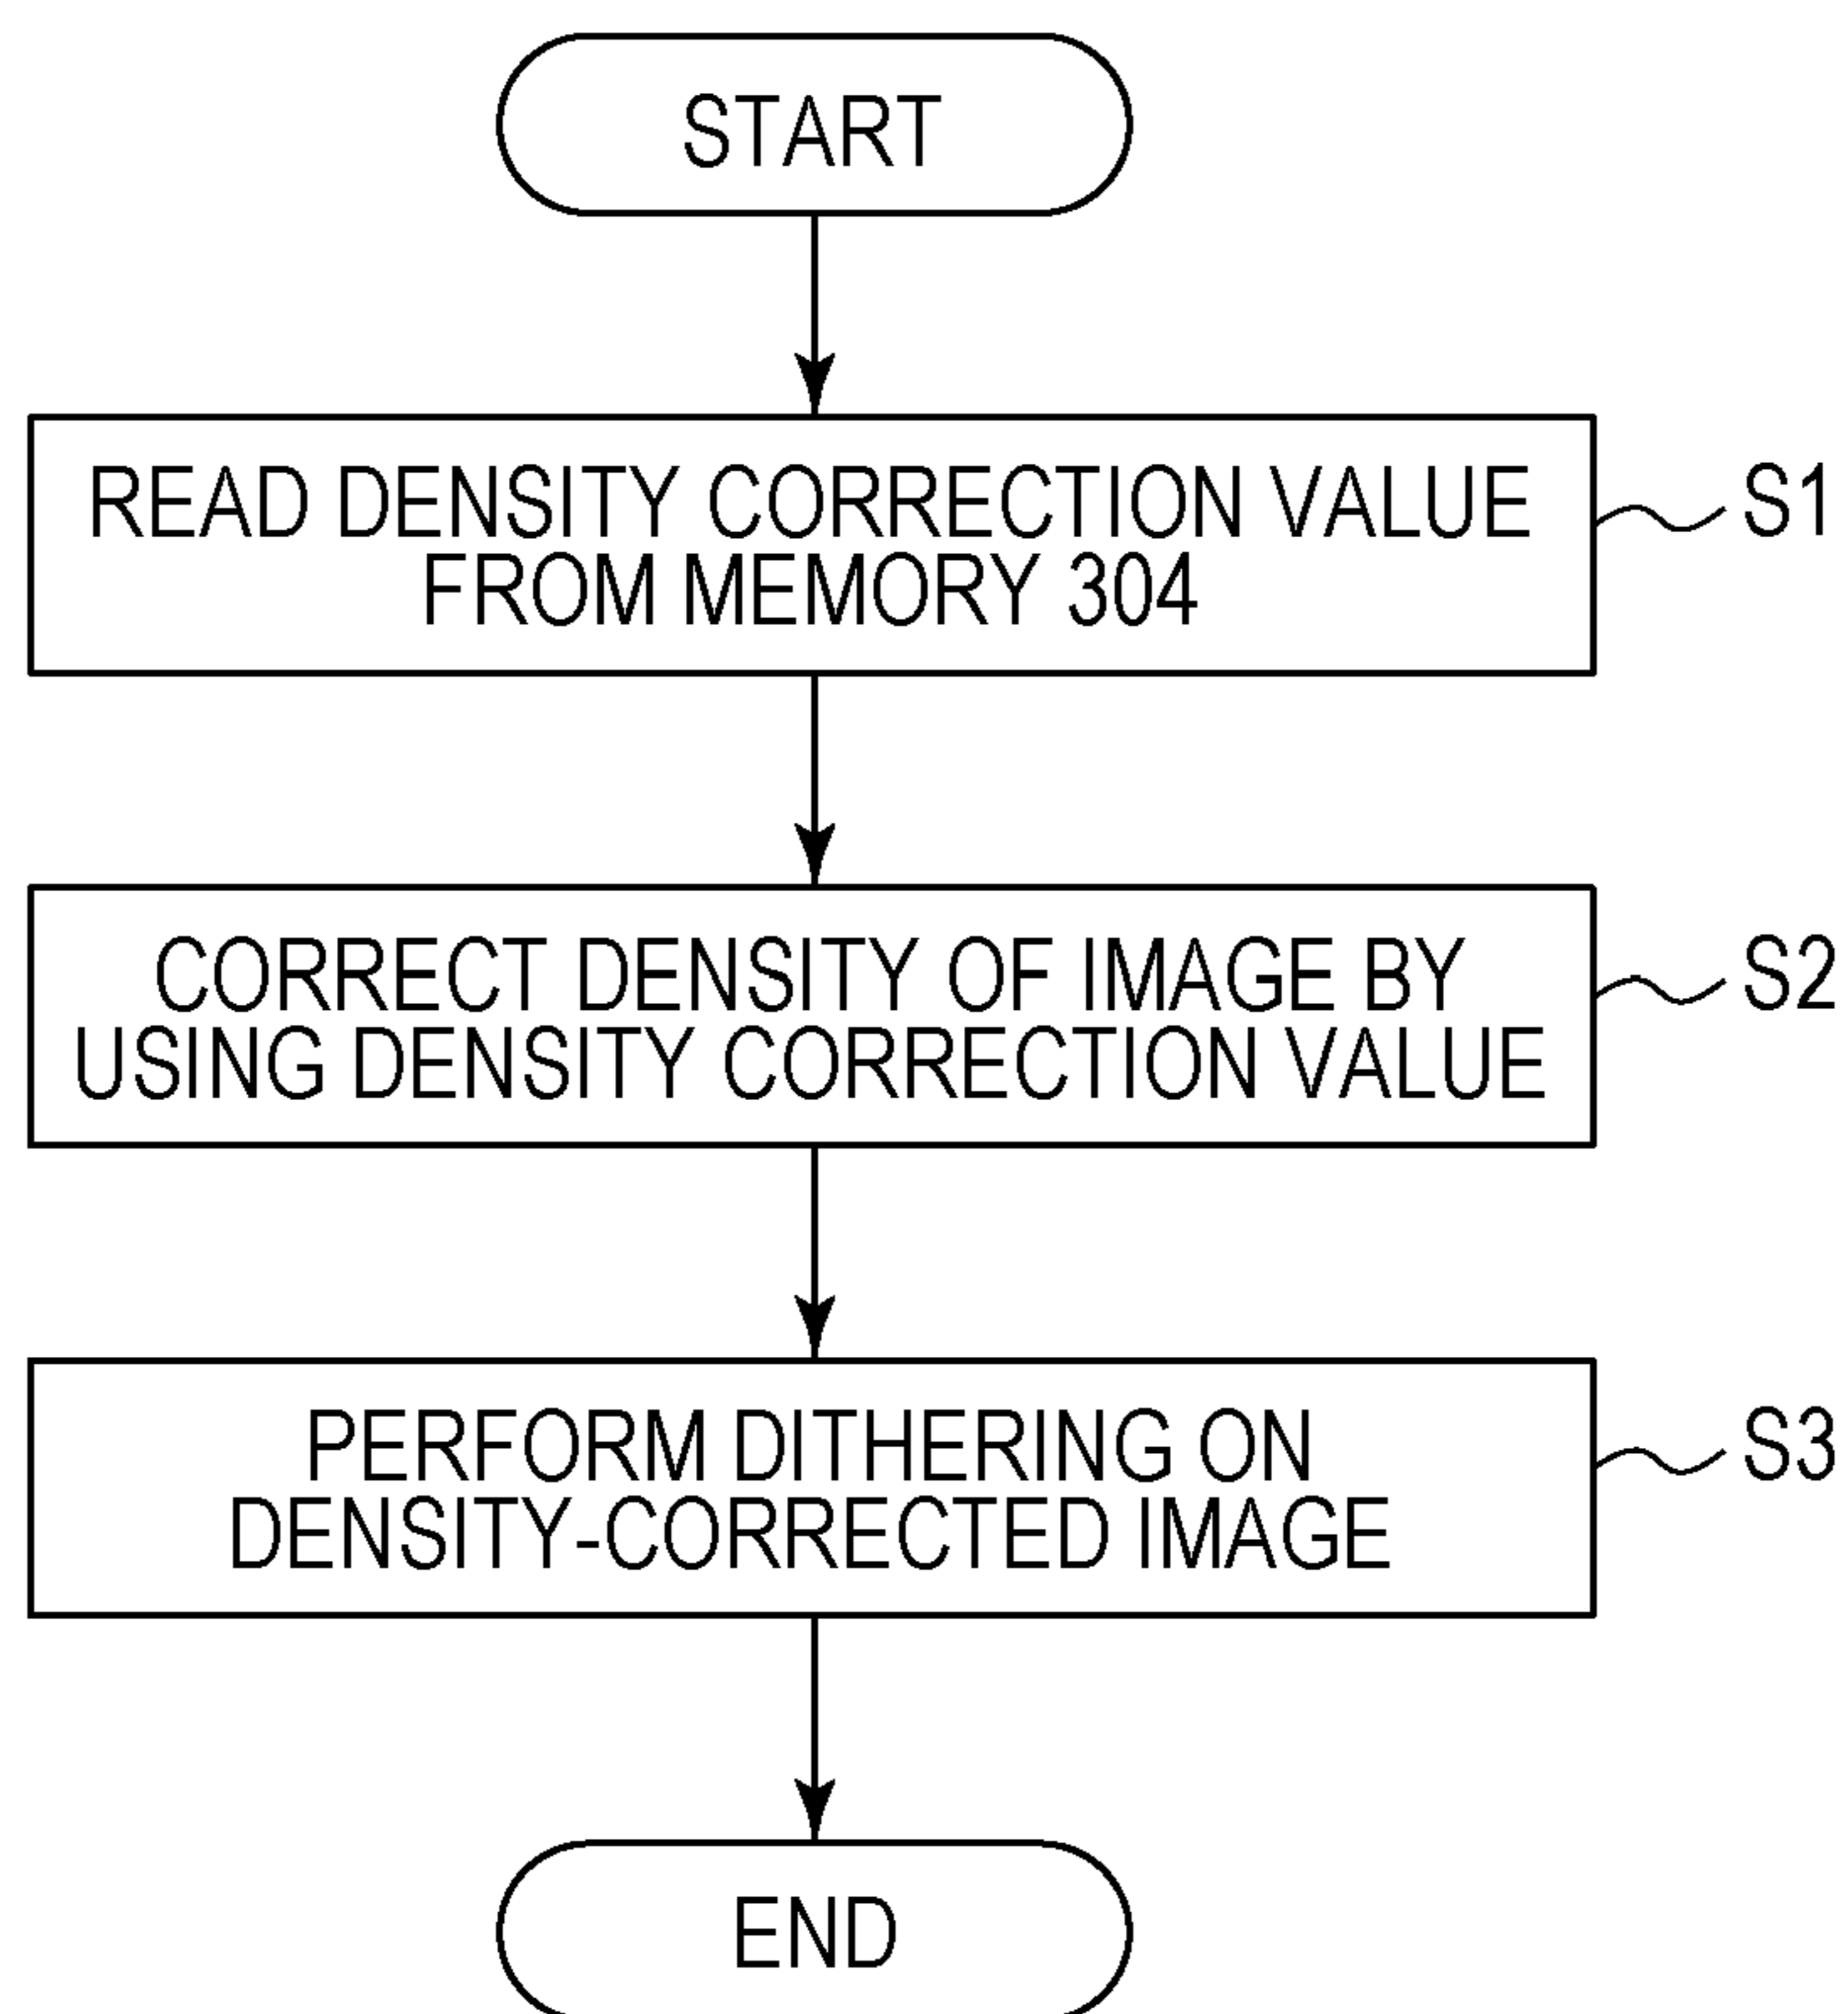 START
READ DENSITY CORRECTION VALUE
FROM MEMORY 304
S1
CORRECT DENSITY OF IMAGE BY
USING DENSITY CORRECTION VALUE
S2
PERFORM DITHERING ON
DENSITY-CORRECTED IMAGE
S3
END